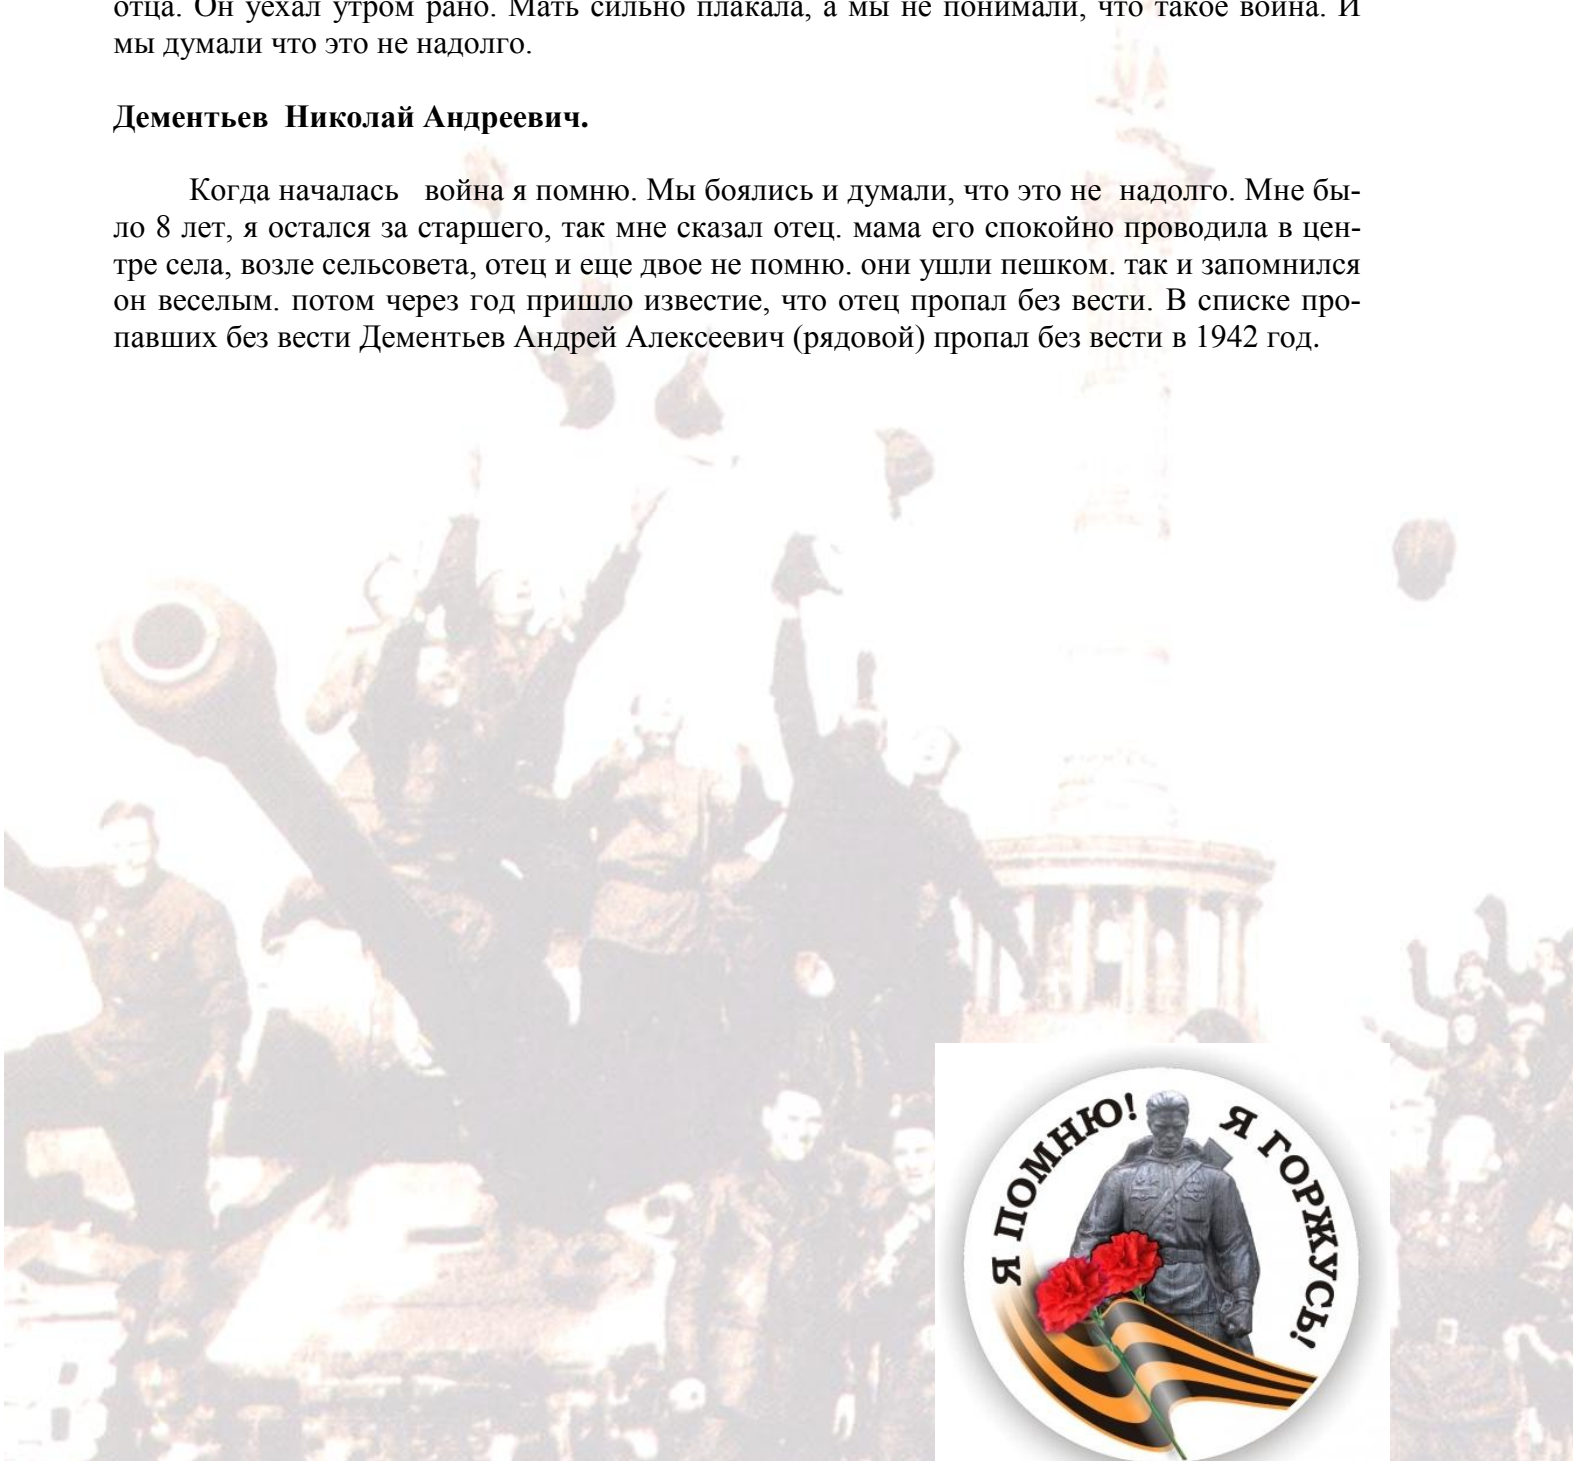 отца. Он уехал утром рано. Мать сильно плакала, а мы не понимали, что такое война. И
мы думали что это не надолго.
Дементьев  Николай Андреевич.
Когда началась   война я помню. Мы боялись и думали, что это не  надолго. Мне бы-
ло 8 лет, я остался за старшего, так мне сказал отец. мама его спокойно проводила в цен-
тре села, возле сельсовета, отец и еще двое не помню. они ушли пешком. так и запомнился
он веселым. потом через год пришло известие, что отец пропал без вести. В списке про-
павших без вести Дементьев Андрей Алексеевич (рядовой) пропал без вести в 1942 год.
Я ПОМНЮ! Я ГОРЖУСЬ!